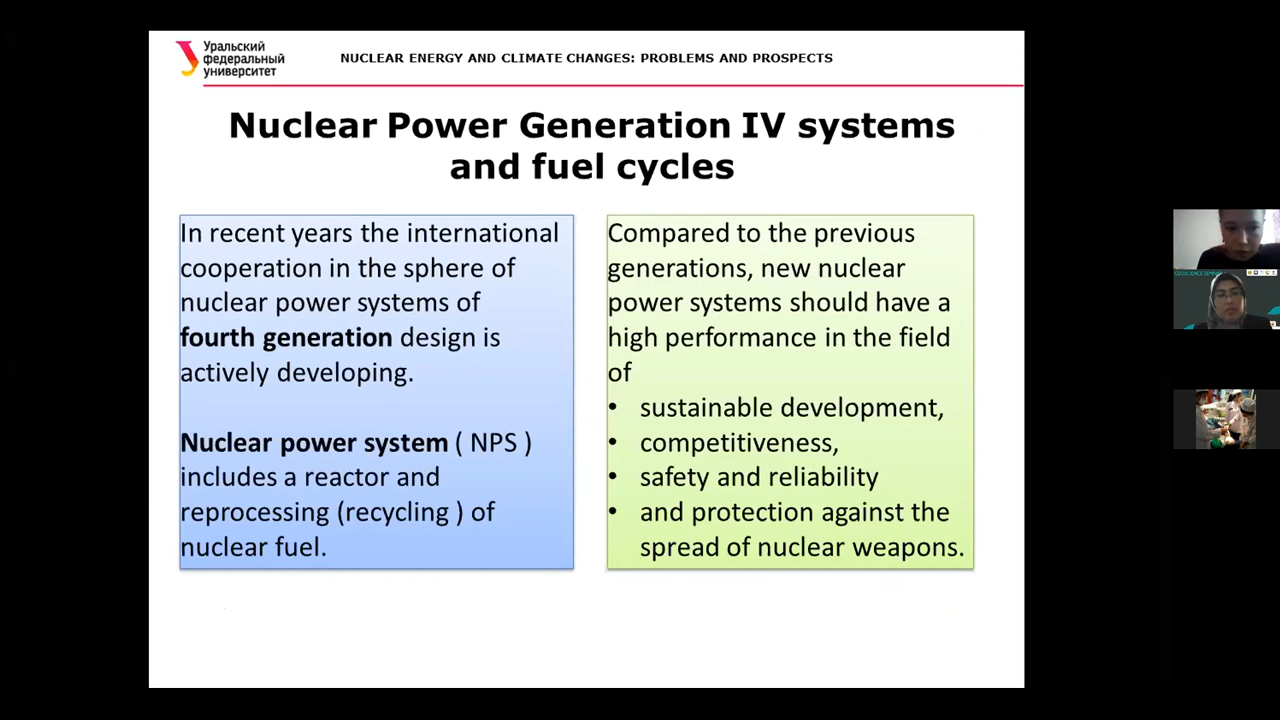 Уральский
федеральный
университет
NUCLEAR ENERGY AND CLIMATE CHANGES: PROBLEMS AND PROSPECTS
Nuclear Power Generation IV systems
and fuel cycles
In recent years the international
cooperation in the sphere of
nuclear power systems of
fourth generation design is
actively developing.
Nuclear power system ( NPS )
includes a reactor and
reprocessing (recycling ) of
nuclear fuel.
Compared to the previous
generations, new nuclear
power systems should have a
high performance in the field
of
• sustainable development,
• competitiveness,
• safety and reliability
• and protection against the
spread of nuclear weapons.